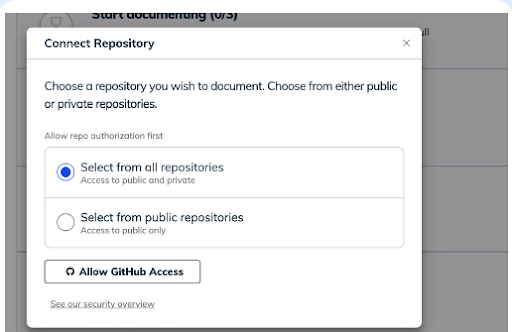 Start documenting (0/3)
Connect Repository
Choose a repository you wish to document. Choose from either public
or private repositories.
Allow repo authorization first
Select from all repositories
Access to public and private
Select from public repositories
Access to public only
Allow GitHub Access
See our security overview